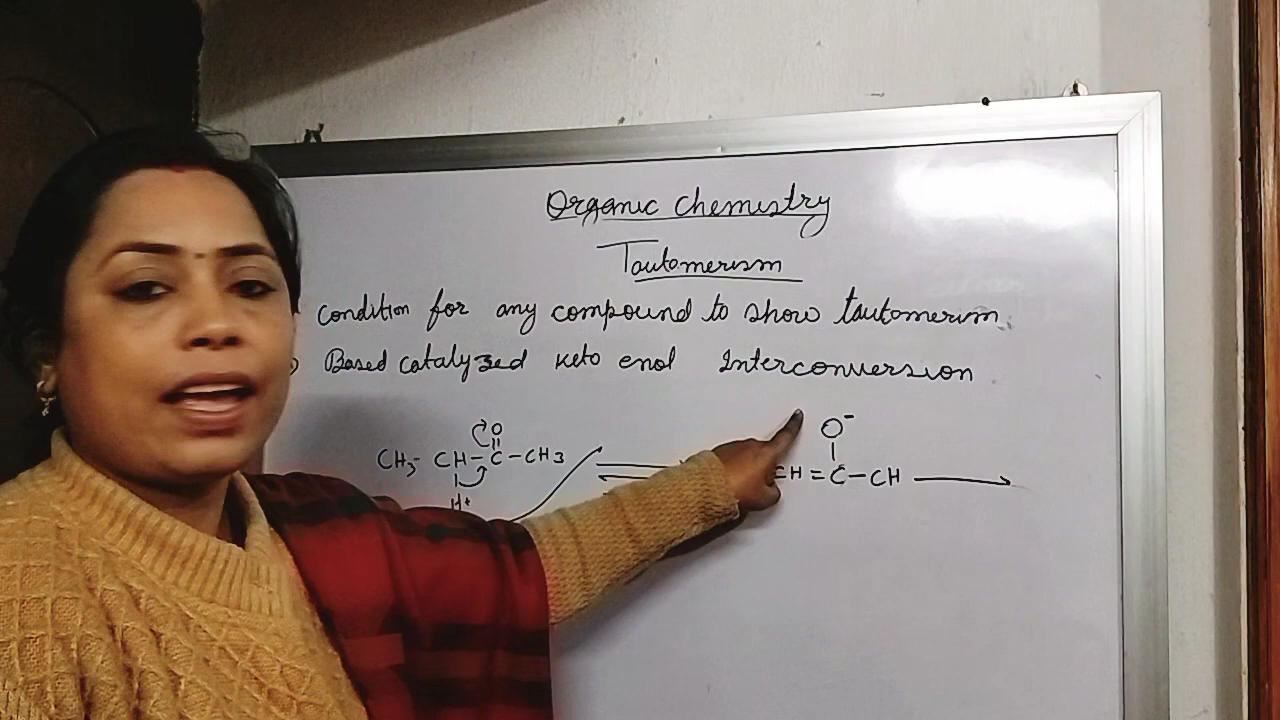 Organic chemistry
Tautomerism
condition for any compound to show tautomerism
Based catalyzed keto enol Interconversion
O O⁻
CH3- CH-C-CH3 CH=C-CH
H+